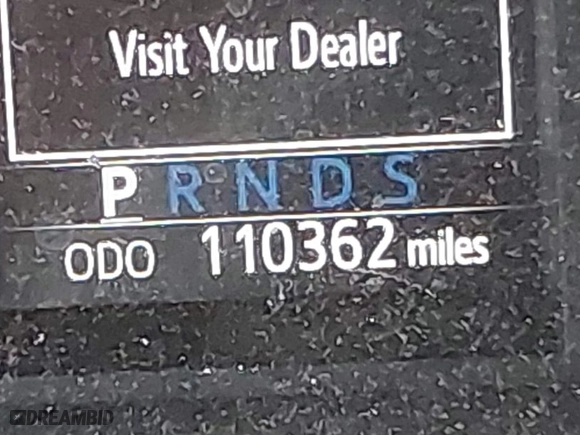 Visit Your Dealer
P R N D S
ODO 110362 miles
DREAMBID